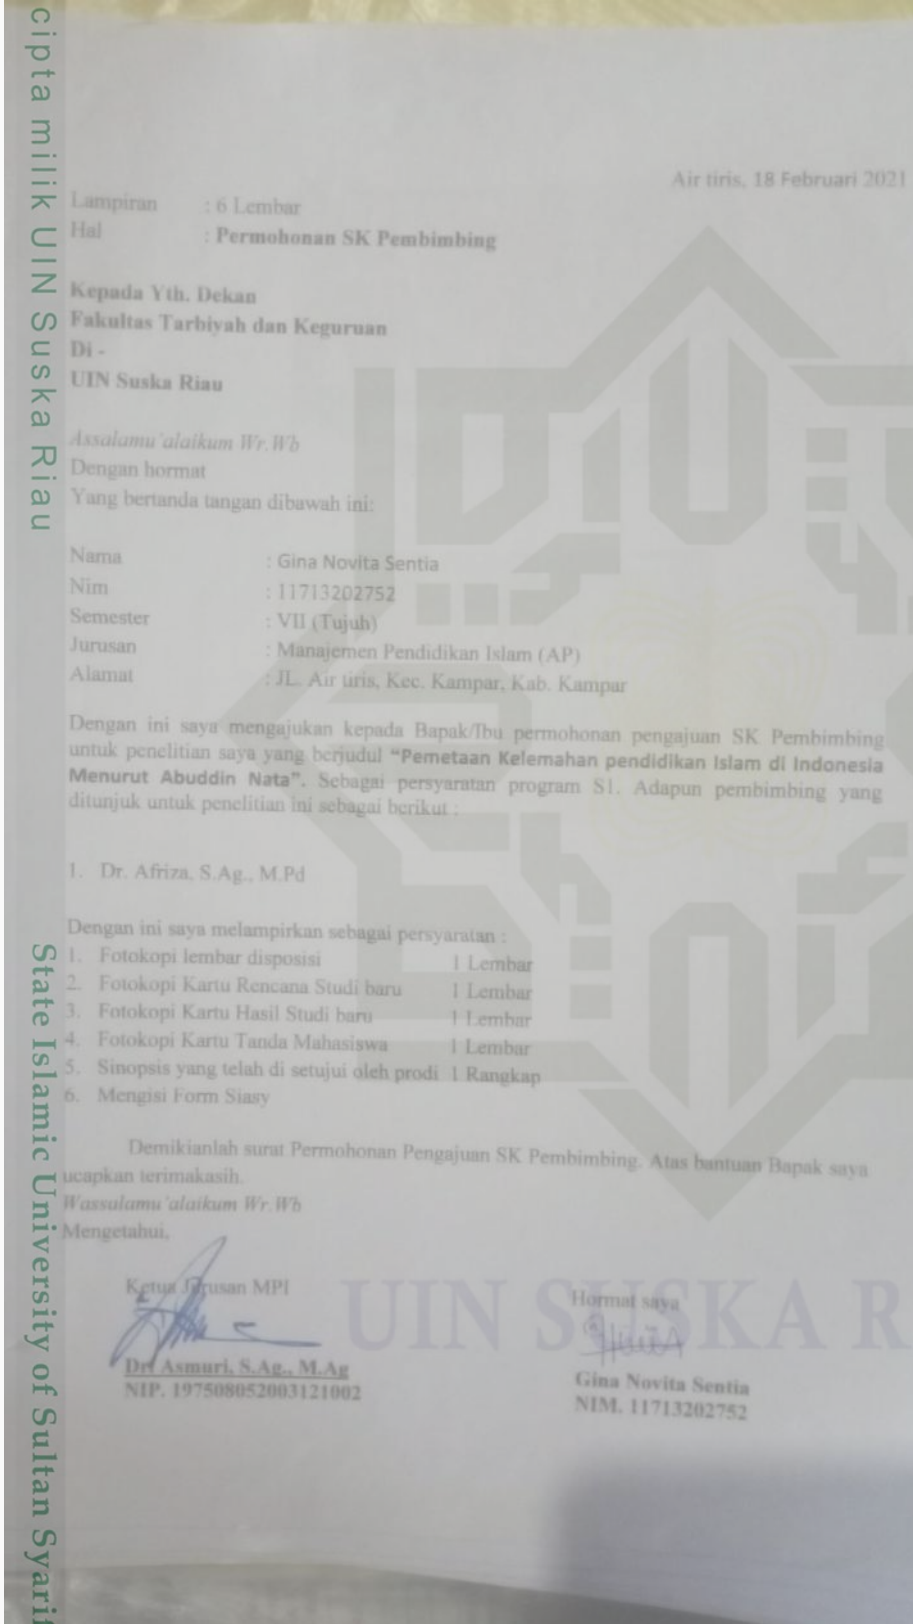 cipta milik UIN Suska Riau
State Islamic University of Sultan Syarif
Air tiris, 18 Februari 2021
Lampiran : 6 Lembar
Hal : Permohonan SK Pembimbing
Kepada Yth. Dekan
Fakultas Tarbiyah dan Keguruan
Di -
UIN Suska Riau
Assalamu'alaikum Wr.Wb
Dengan hormat
Yang bertanda tangan dibawah ini:
Nama : Gina Novita Sentia
Nim : 11713202752
Semester : VII (Tujuh)
Jurusan : Manajemen Pendidikan Islam (AP)
Alamat : JL. Air tiris, Kec. Kampar, Kab. Kampar
Dengan ini saya mengajukan kepada Bapak/Ibu permohonan pengajuan SK Pembimbing
untuk penelitian saya yang berjudul “Pemetaan Kelemahan pendidikan Islam di Indonesia
Menurut Abuddin Nata”. Sebagai persyaratan program S1. Adapun pembimbing yang
ditunjuk untuk penelitian ini sebagai berikut :
1. Dr. Afriza, S.Ag., M.Pd
Dengan ini saya melampirkan sebagai persyaratan :
1. Fotokopi lembar disposisi 1 Lembar
2. Fotokopi Kartu Rencana Studi baru 1 Lembar
3. Fotokopi Kartu Hasil Studi baru 1 Lembar
4. Fotokopi Kartu Tanda Mahasiswa 1 Lembar
5. Sinopsis yang telah di setujui oleh prodi 1 Rangkap
6. Mengisi Form Siasy
Demikianlah surat Permohonan Pengajuan SK Pembimbing. Atas bantuan Bapak saya
ucapkan terimakasih.
Wassalamu'alaikum Wr.Wb
Mengetahui,
Ketua Jurusan MPI
Dr. Asmuri, S.Ag., M.Ag
NIP. 197508052003121002
Hormat saya
Gina Novita Sentia
NIM. 11713202752
UIN SUSKA R